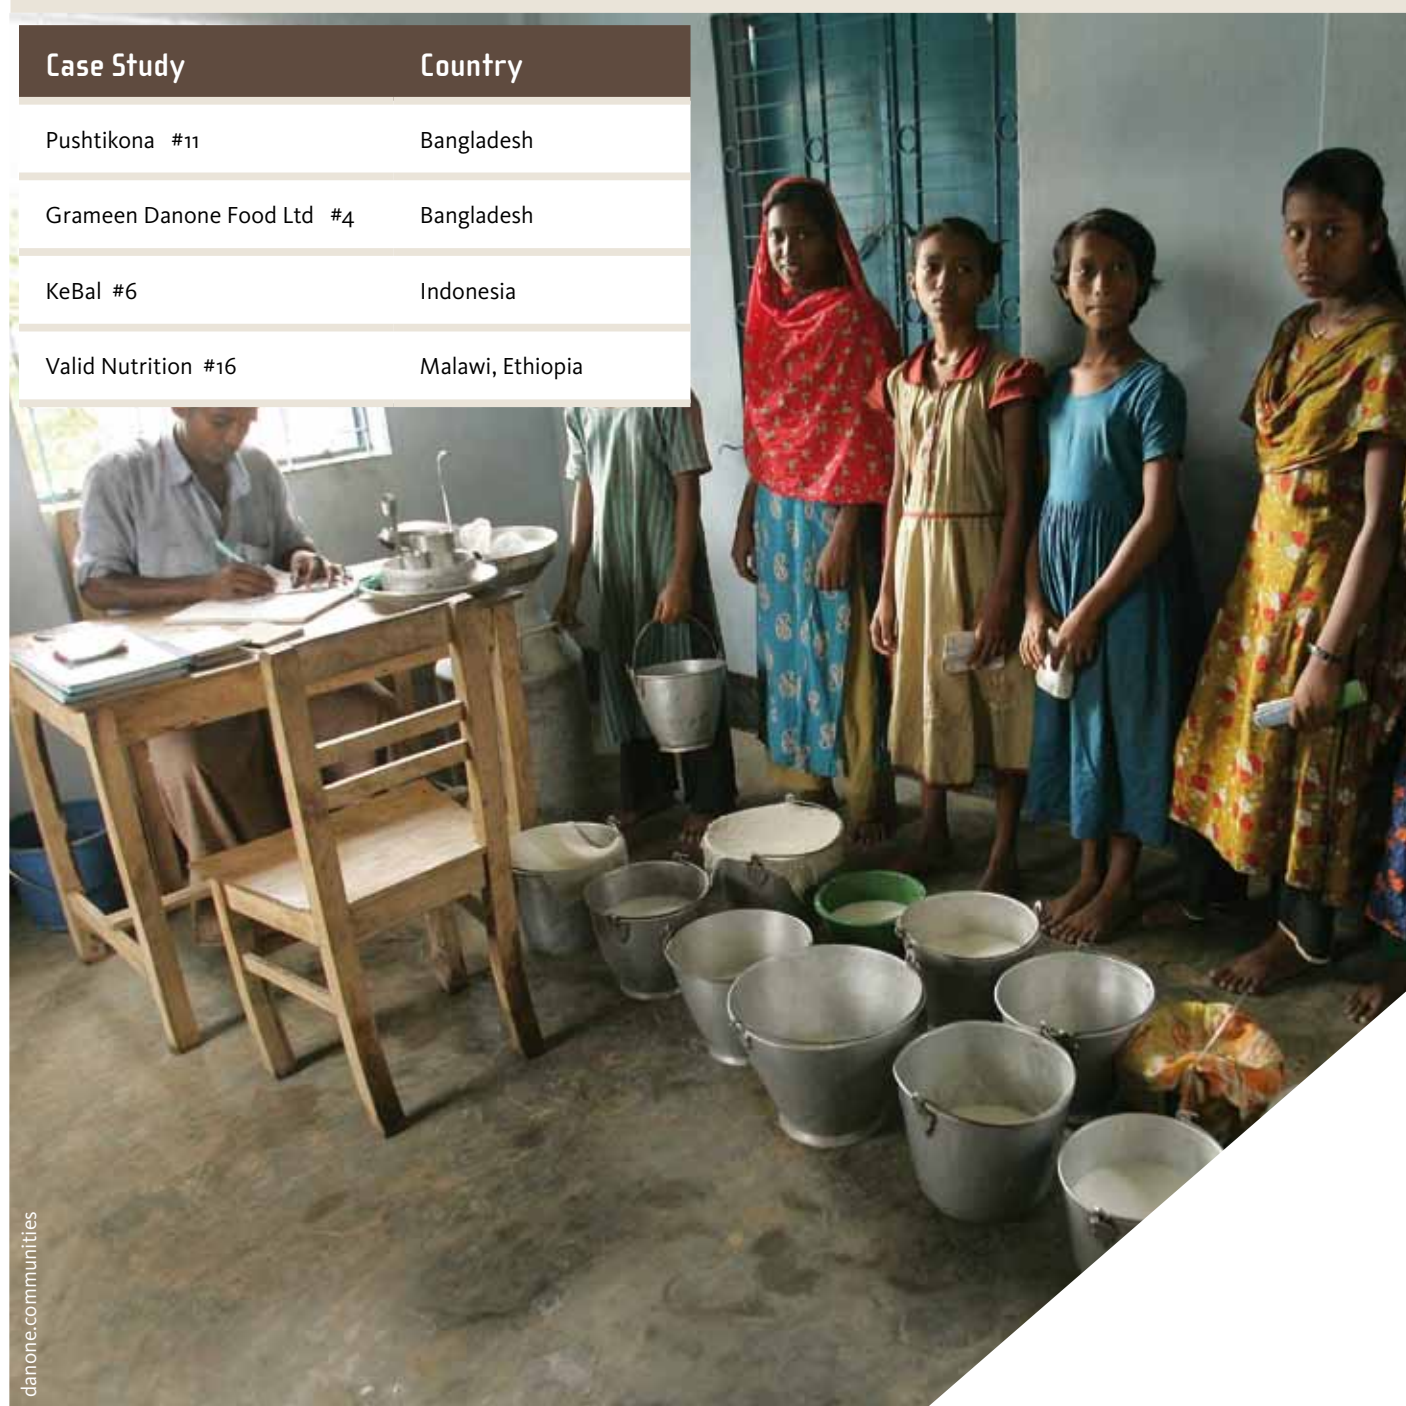 Case Study Country
Pushtikona #11 Bangladesh
Grameen Danone Food Ltd #4 Bangladesh
KeBal #6 Indonesia
Valid Nutrition #16 Malawi, Ethiopia
danone.communities